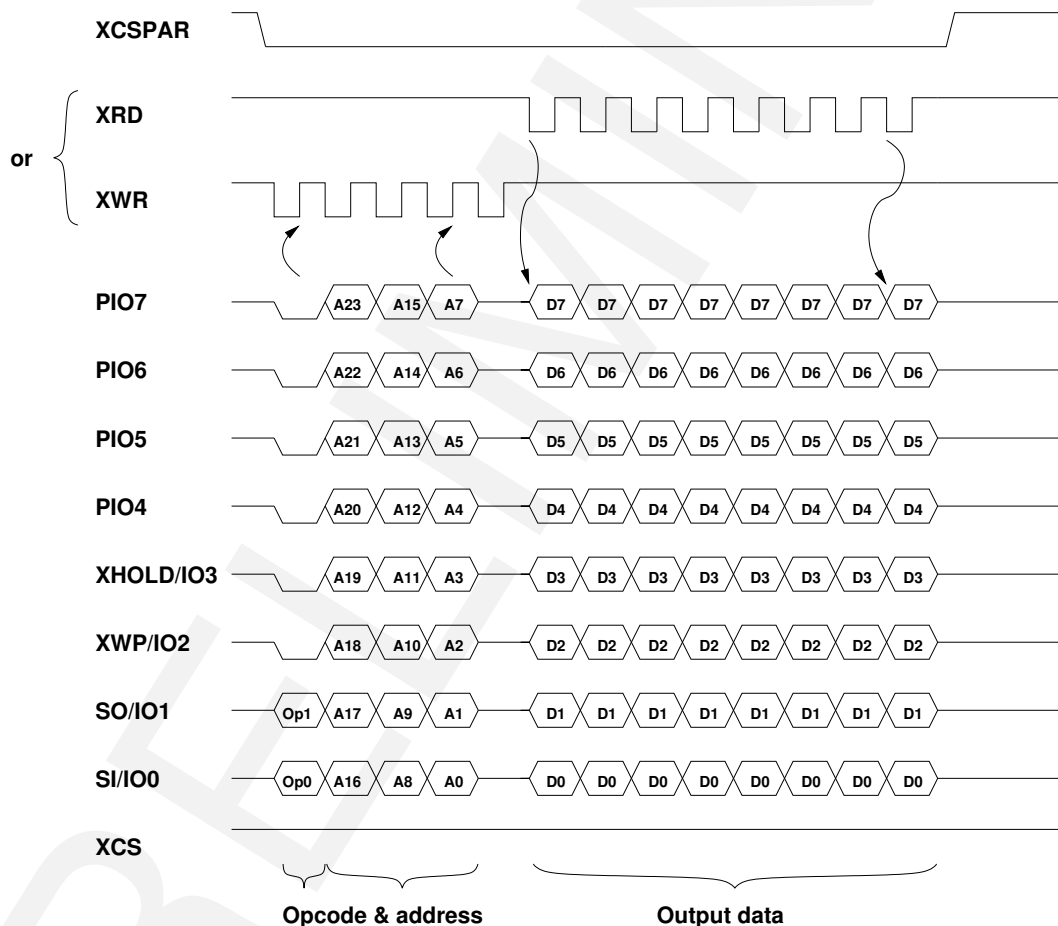 XCSPAR
XRD
or
XWR
PIO7 A23 A15 A7 D7 D7 D7 D7 D7 D7 D7 D7
PIO6 A22 A14 A6 D6 D6 D6 D6 D6 D6 D6 D6
PIO5 A21 A13 A5 D5 D5 D5 D5 D5 D5 D5 D5
PIO4 A20 A12 A4 D4 D4 D4 D4 D4 D4 D4 D4
XHOLD/IO3 A19 A11 A3 D3 D3 D3 D3 D3 D3 D3 D3
XWP/IO2 A18 A10 A2 D2 D2 D2 D2 D2 D2 D2 D2
SO/IO1 Op1 A17 A9 A1 D1 D1 D1 D1 D1 D1 D1 D1
SI/IO0 Op0 A16 A8 A0 D0 D0 D0 D0 D0 D0 D0 D0
XCS
Opcode & address Output data